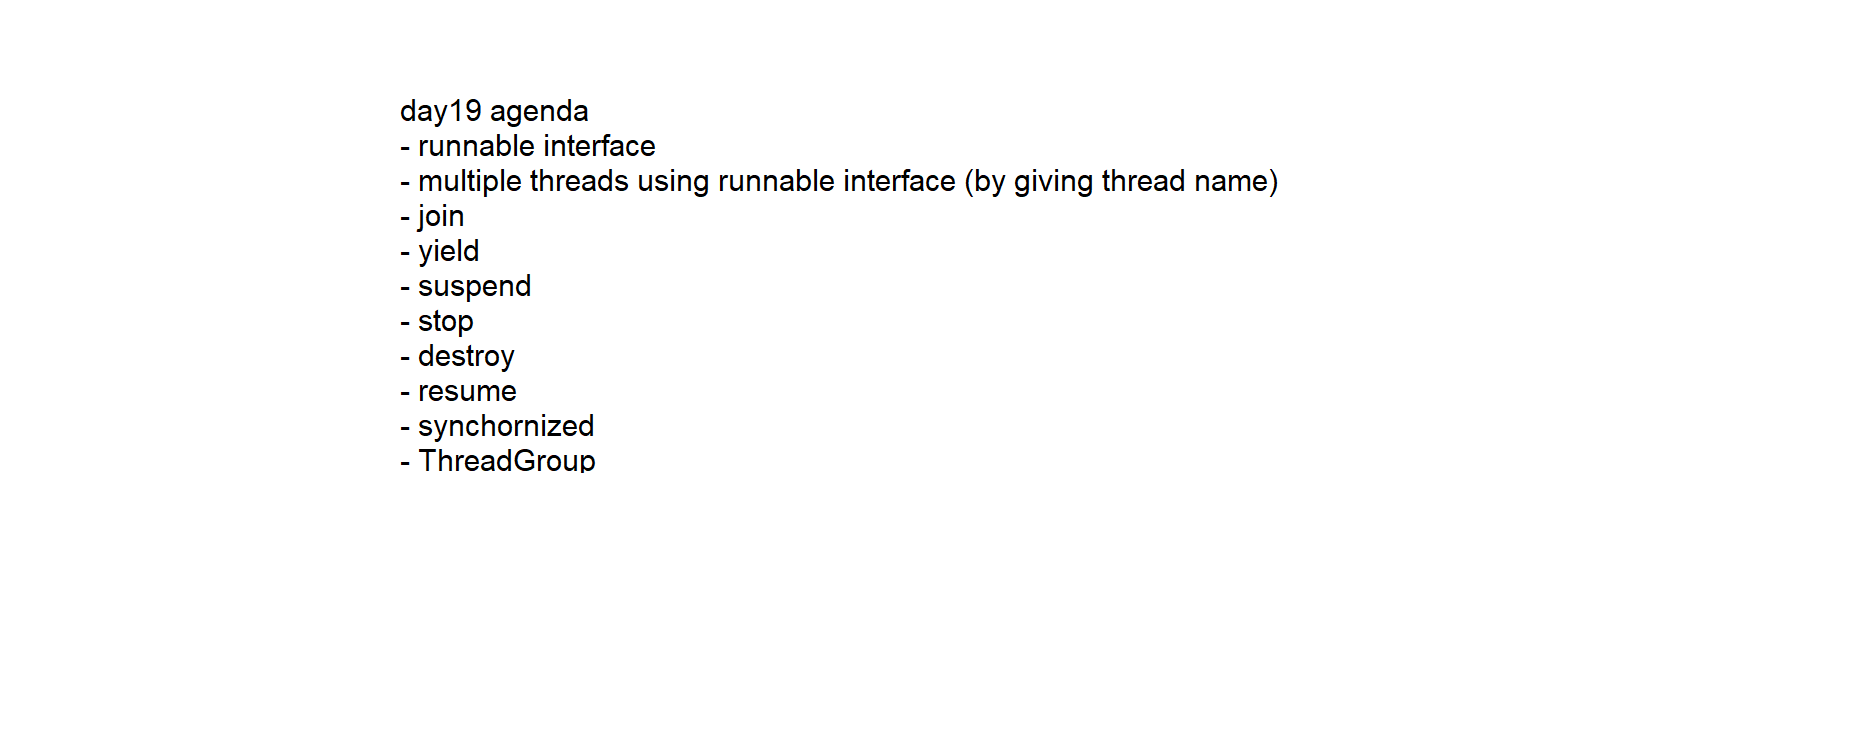 day19 agenda
- runnable interface
- multiple threads using runnable interface (by giving thread name)
- join
- yield
- suspend
- stop
- destroy
- resume
- synchornized
- ThreadGroup